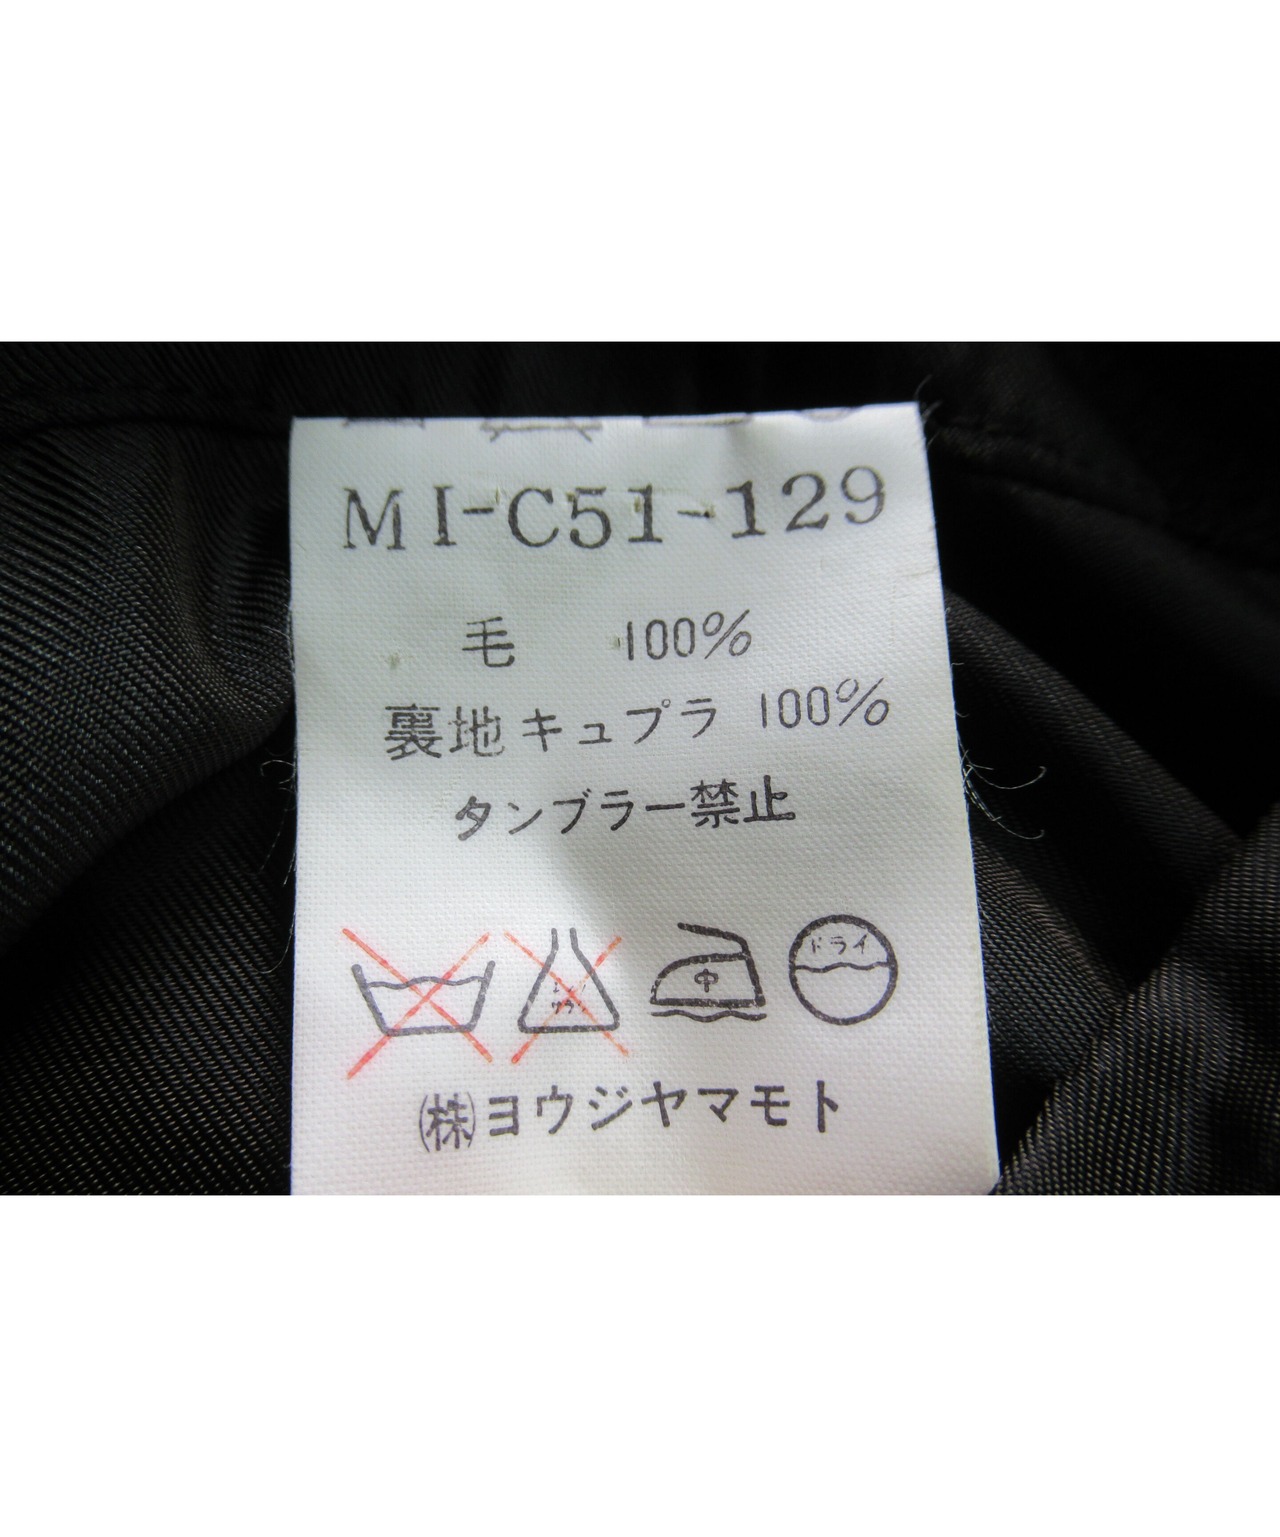 MI-C51-129
毛 100%
裏地キュプラ 100%
タンブラー禁止
中 ドライ
㈱ヨウジヤマモト